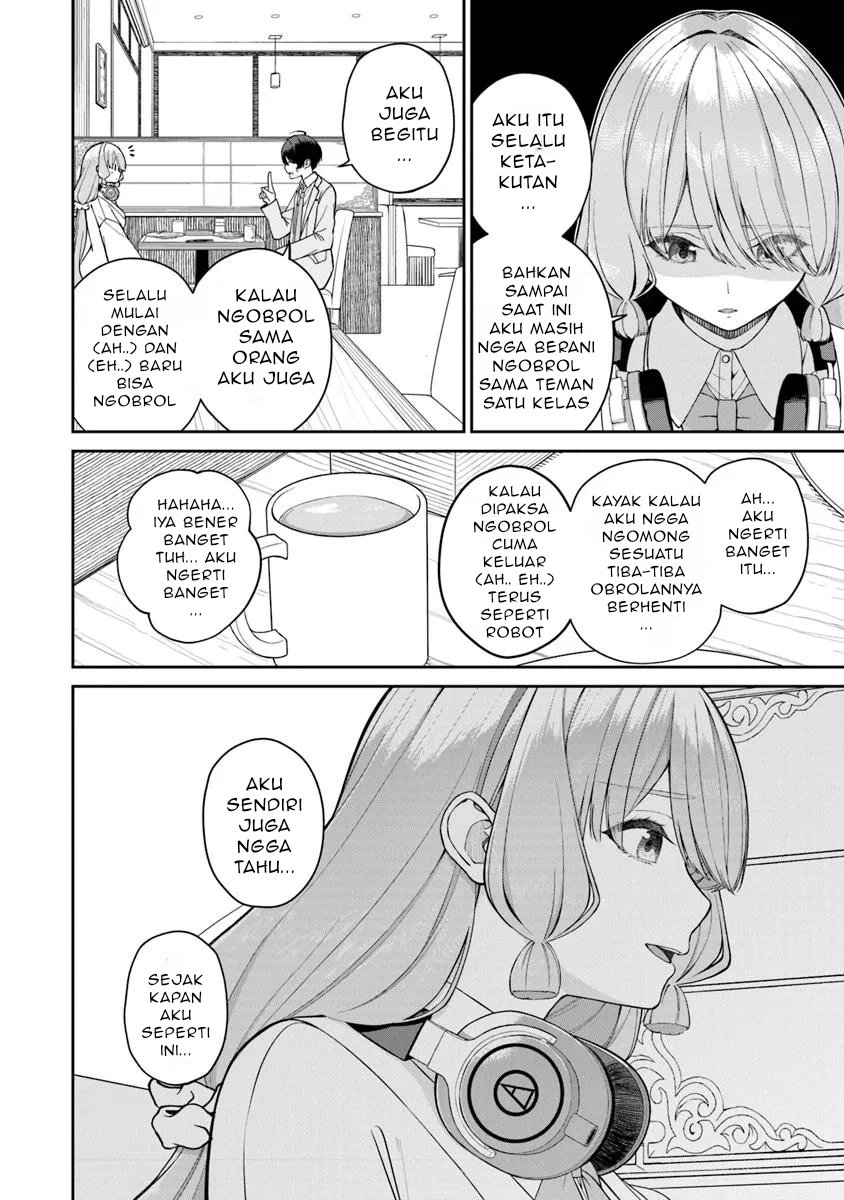 AKU ITU
SELALU
KETA-
KUTAN
...
BAHKAN
SAMPAI
SAAT INI
AKU MASIH
NGGA BERANI
NGOBROL
SAMA TEMAN
SATU KELAS
AKU
JUGA
BEGITU
...
KALAU
NGOBROL
SAMA
ORANG
AKU JUGA
SELALU
MULAI
DENGAN
(AH..) DAN
(EH..) BARU
BISA
NGOBROL
AH...
AKU
NGERTI
BANGET
ITU...
KAYAK KALAU
AKU NGGA
NGOMONG
SESUATU
TIBA-TIBA
OBROLANNYA
BERHENTI
...
KALAU
DIPAKSA
NGOBROL
CUMA
KELUAR
(AH.. EH..)
TERUS
SEPERTI
ROBOT
HAHAHA...
IYA BENER
BANGET
TUH... AKU
NGERTI
BANGET
...
AKU
SENDIRI
JUGA
NGGA
TAHU...
SEJAK
KAPAN
AKU
SEPERTI
INI...